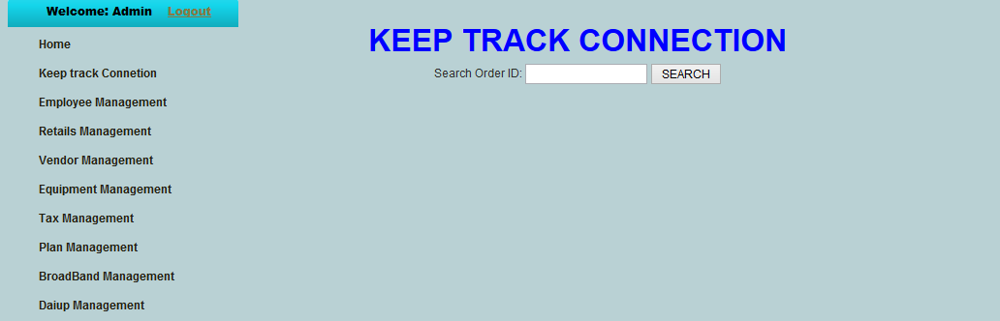 Welcome: Admin Logout
KEEP TRACK CONNECTION
Search Order ID: SEARCH
Home
Keep track Connetion
Employee Management
Retails Management
Vendor Management
Equipment Management
Tax Management
Plan Management
BroadBand Management
Daiup Management